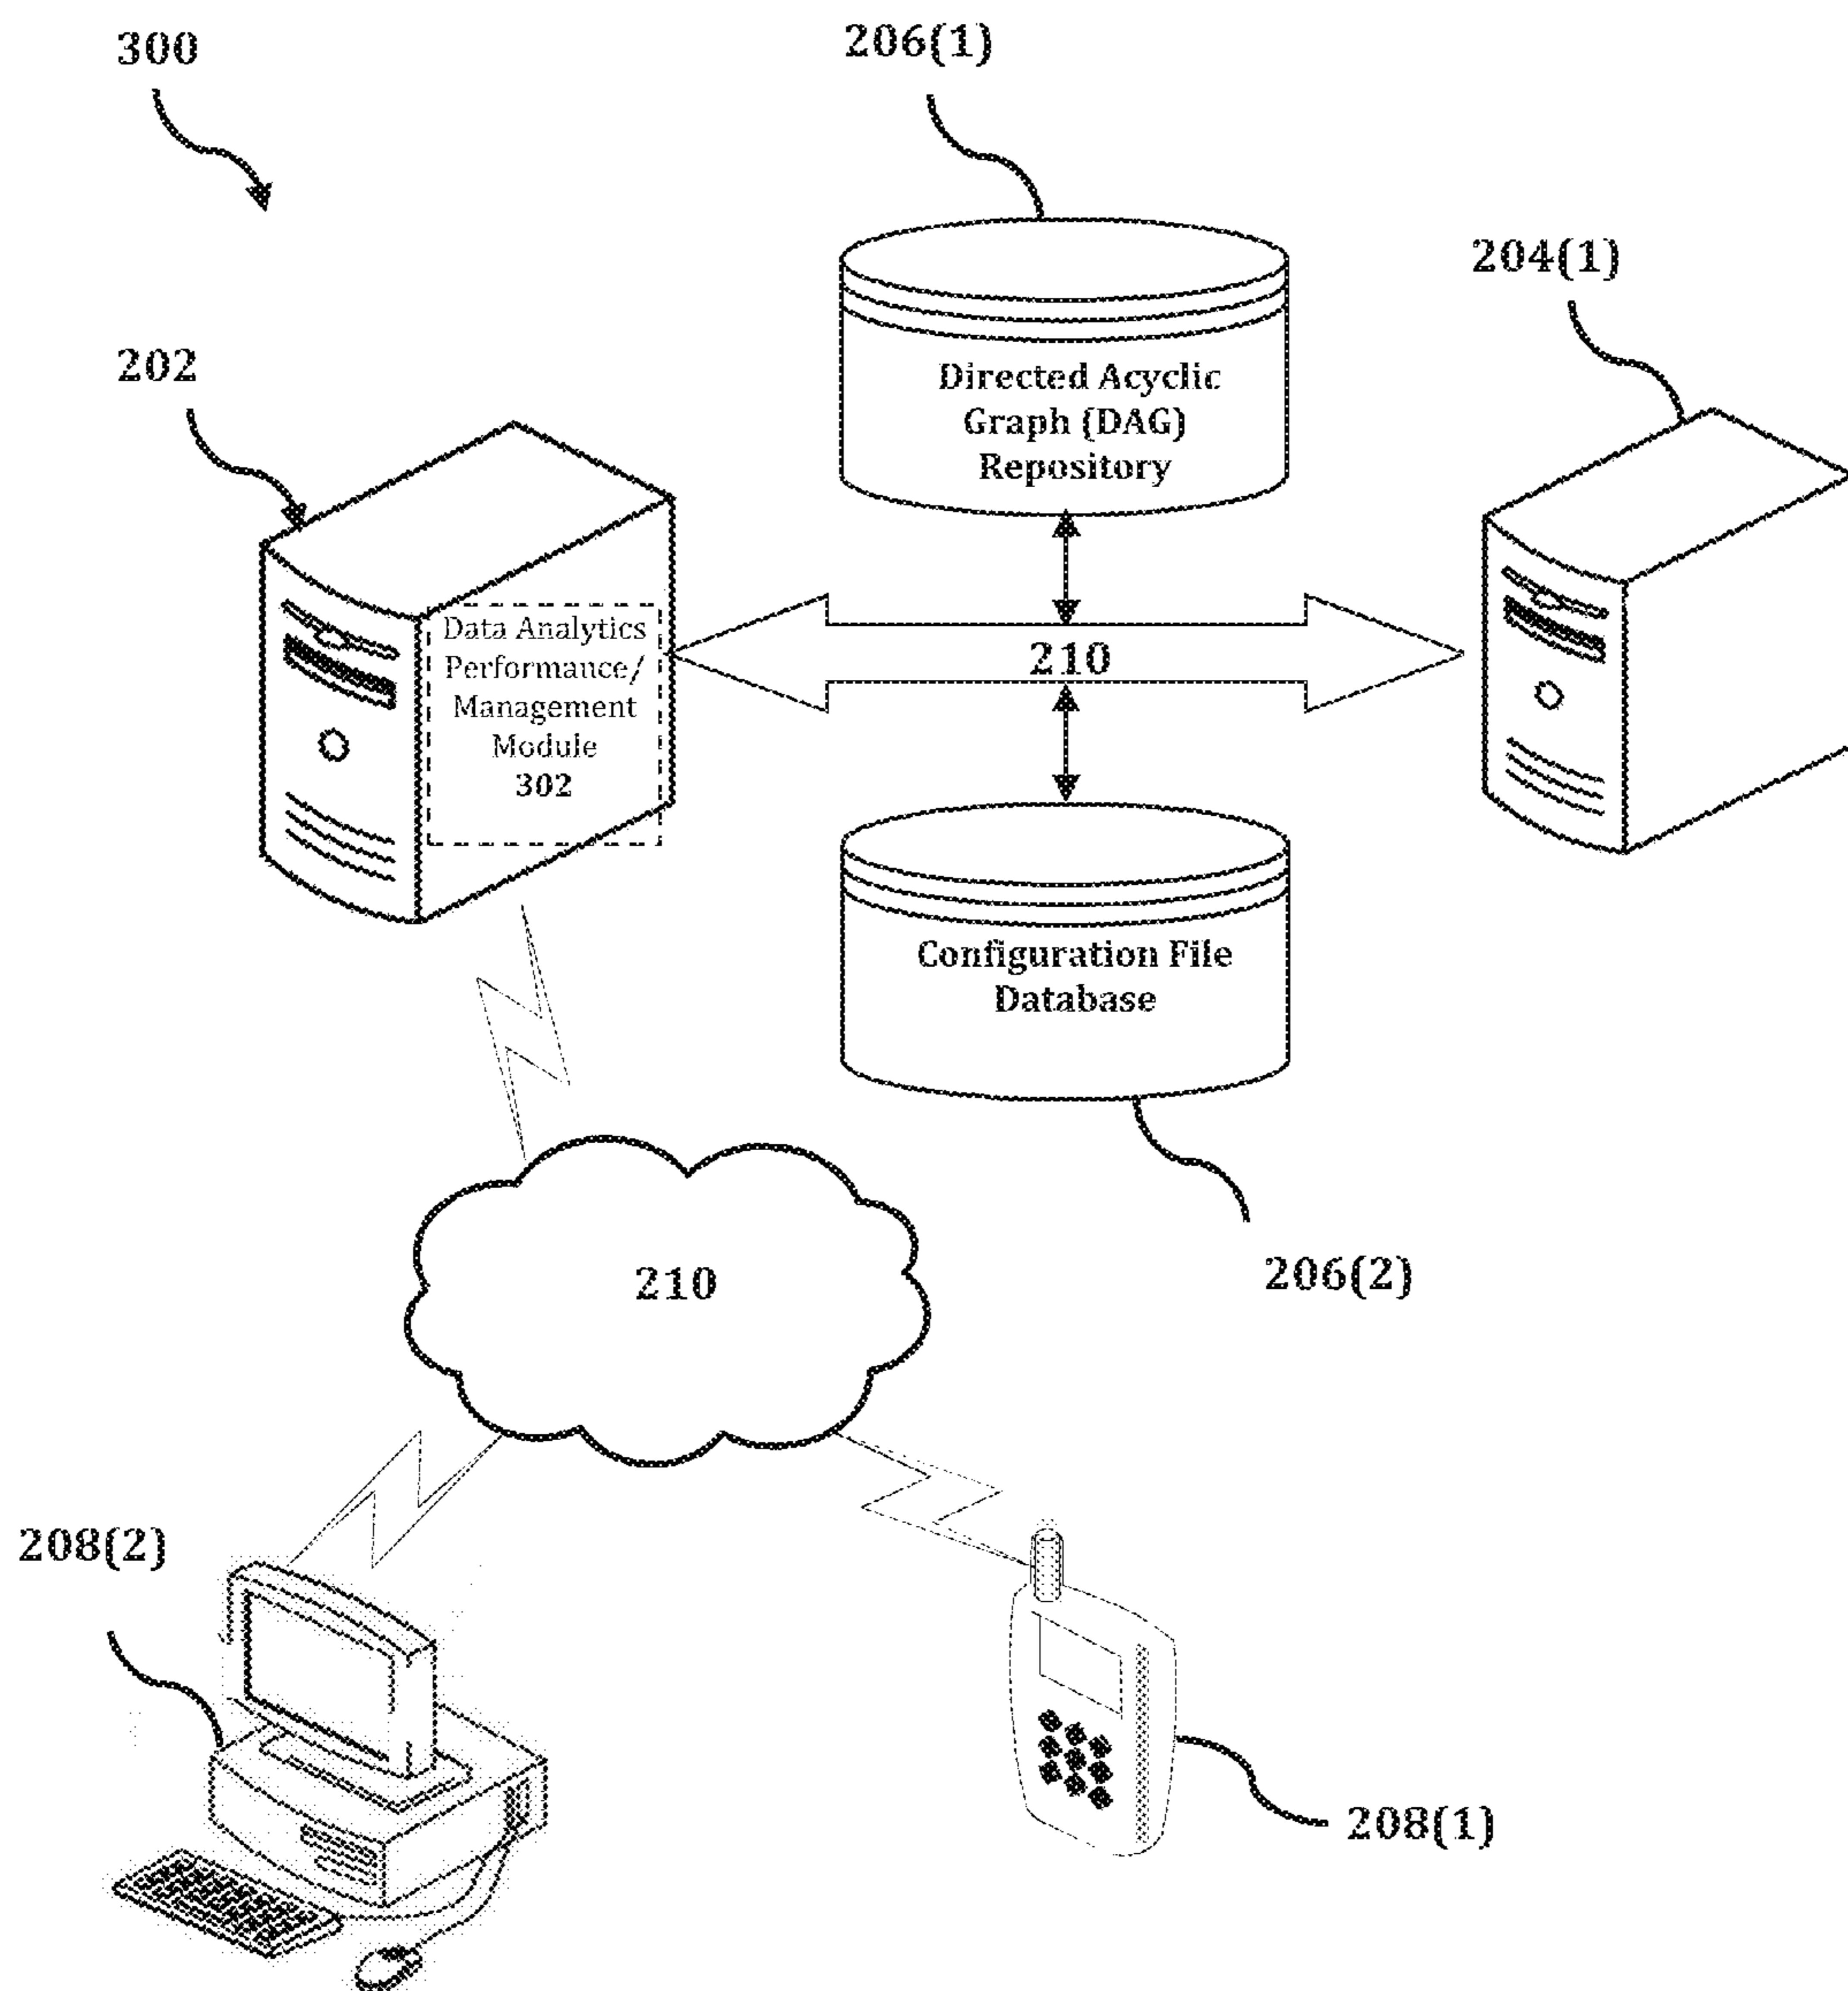 300
206(1)
204(1)
202
Directed Acyclic
Graph (DAG)
Repository
Data Analytics
Performance/
Management
Module
302
210
Configuration File
Database
206(2)
210
208(2)
208(1)